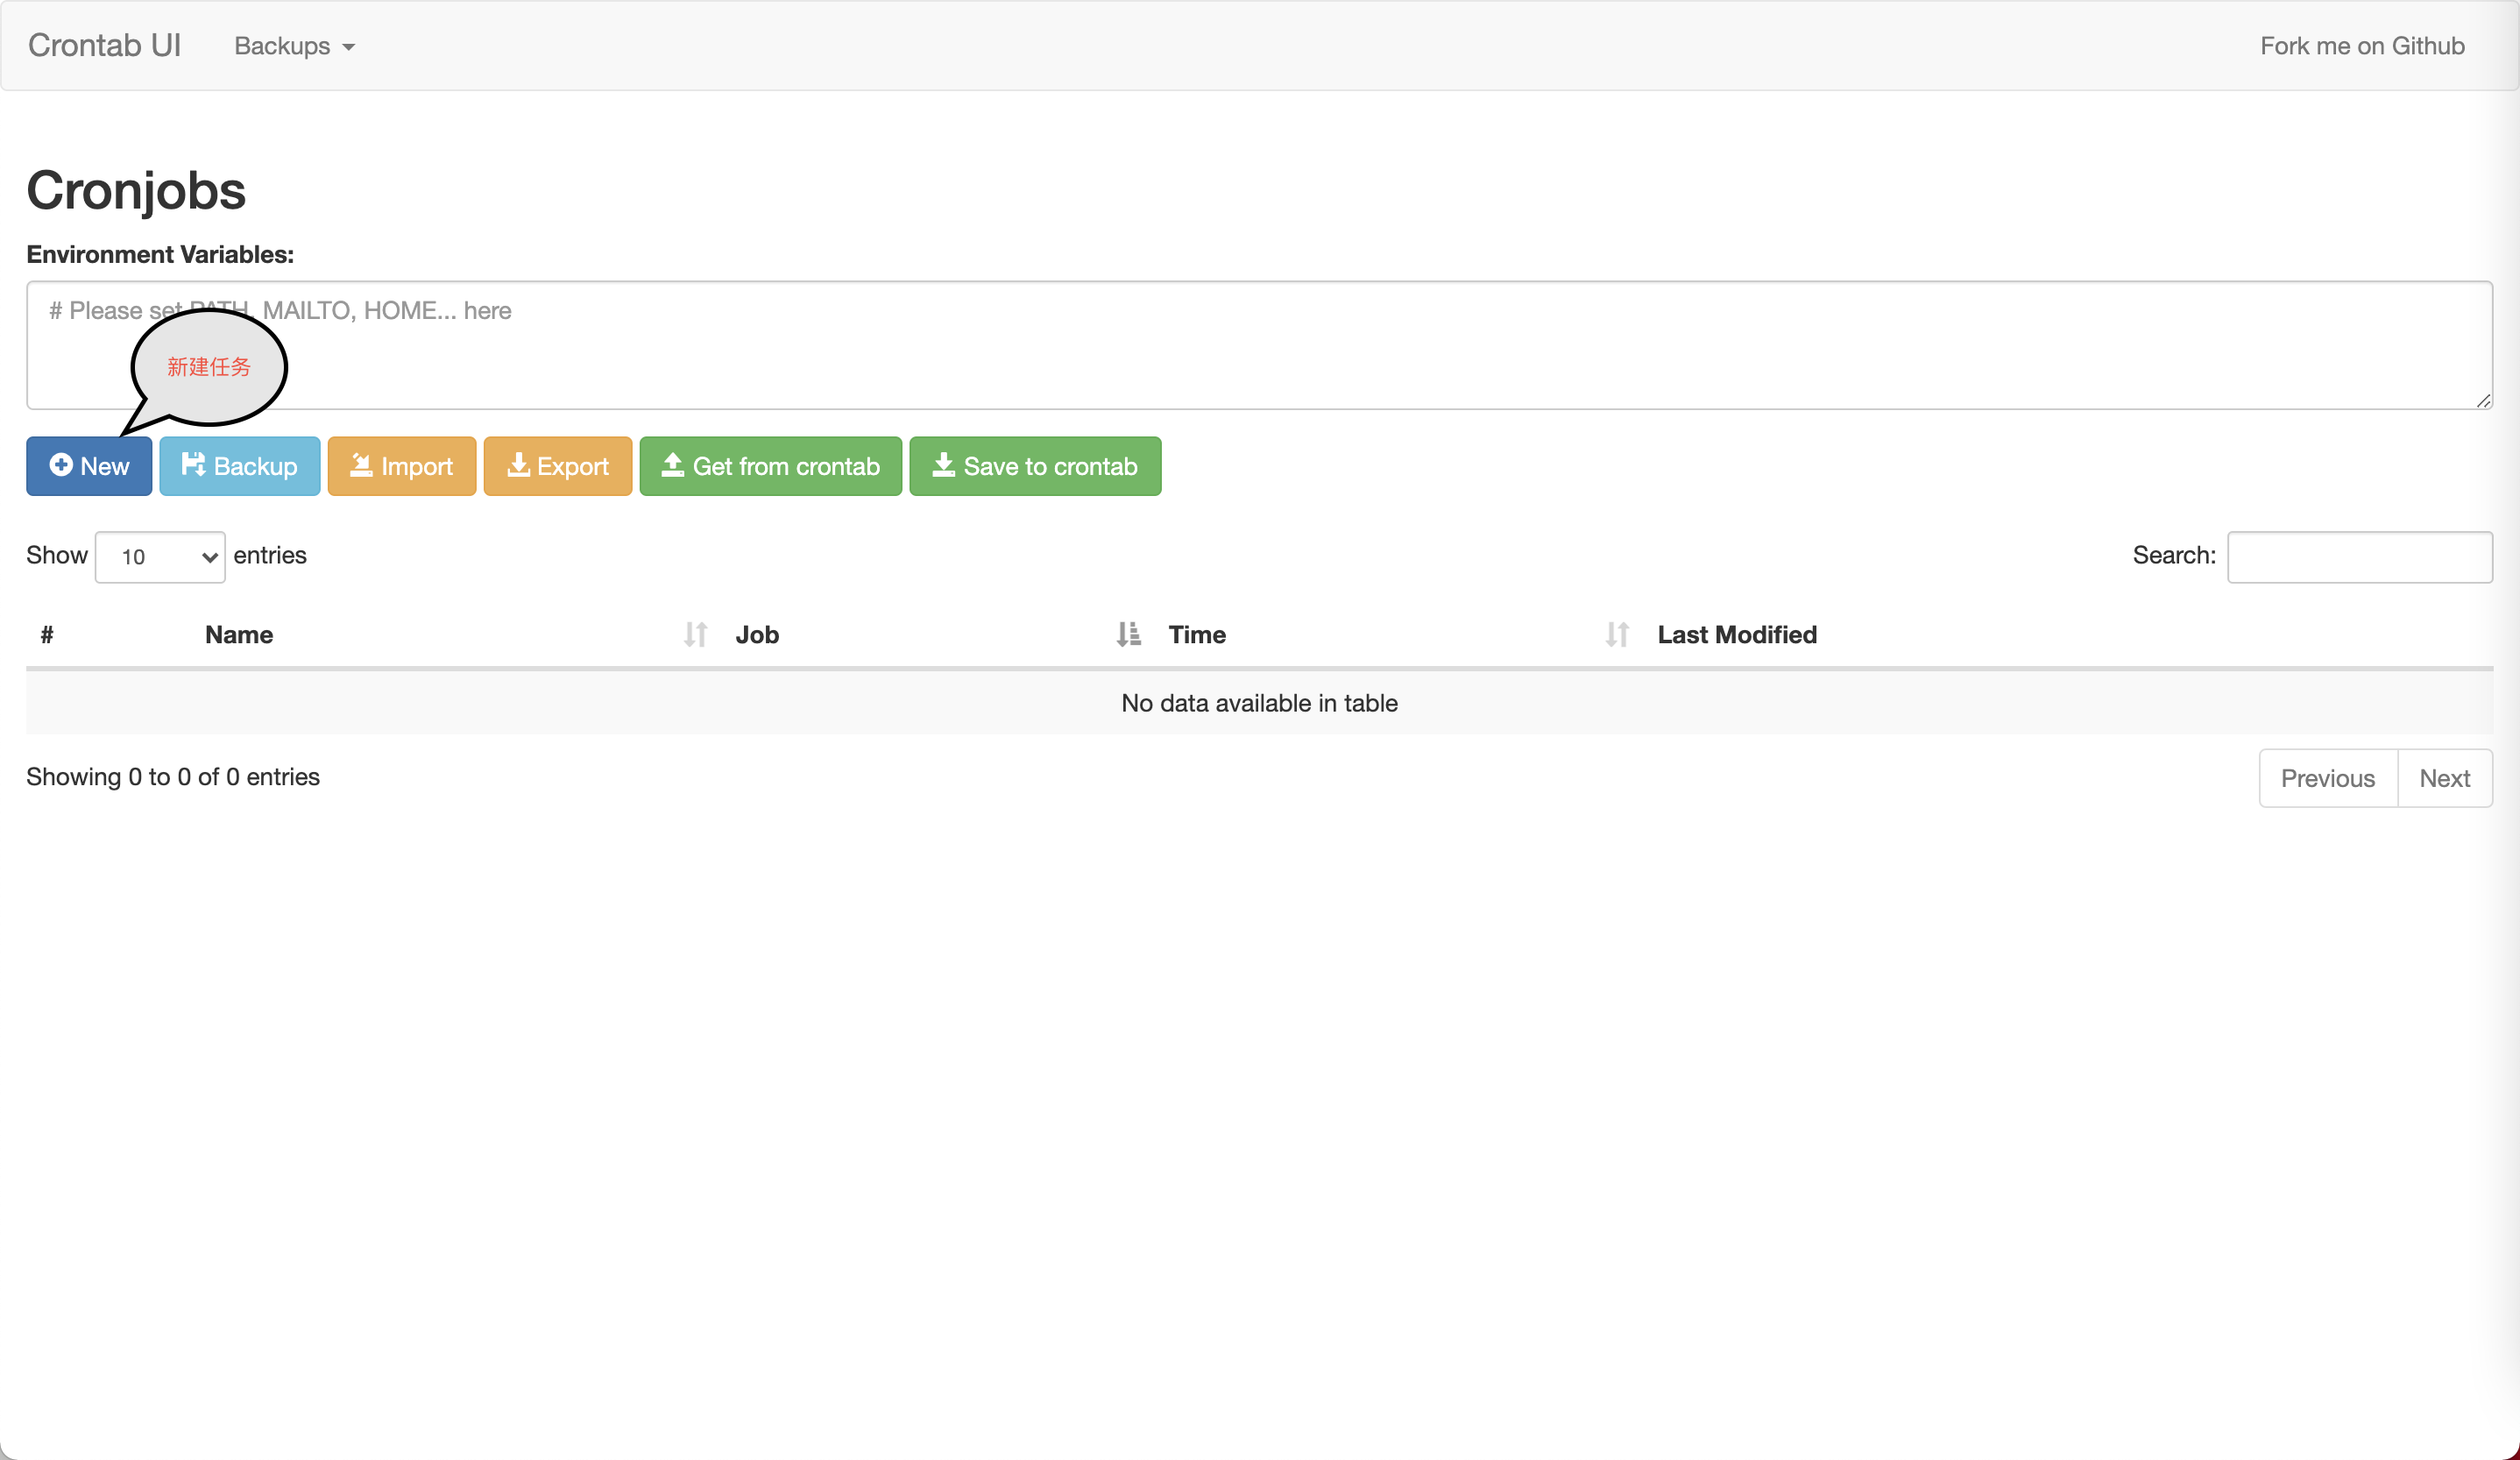 Crontab UI Backups Fork me on Github
Cronjobs
Environment Variables:
# Please set PATH, MAILTO, HOME... here
新建任务
New Backup Import Export Get from crontab Save to crontab
Show 10 entries Search:
# Name Job Time Last Modified
No data available in table
Showing 0 to 0 of 0 entries Previous Next